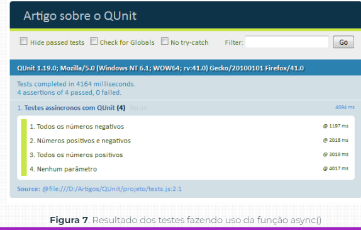 Artigo sobre o QUnit
Hide passed tests Check for Globals No try-catch Filter: Go
QUnit 1.19.0; Mozilla/5.0 (Windows NT 6.1; WOW64; rv:41.0) Gecko/20100101 Firefox/41.0
Tests completed in 4164 milliseconds.
4 assertions of 4 passed, 0 failed.
1. Testes assíncronos com QUnit (4)
1. Todos os números negativos @ 1197 ms
2. Números positivos e negativos @ 2018 ms
3. Todos os números positivos @ 3019 ms
4. Nenhum parâmetro @ 4017 ms
Source: @file:///D:/Artigos/QUnit/projeto/tests.js:2:1
Figura 7. Resultado dos testes fazendo uso da função async()